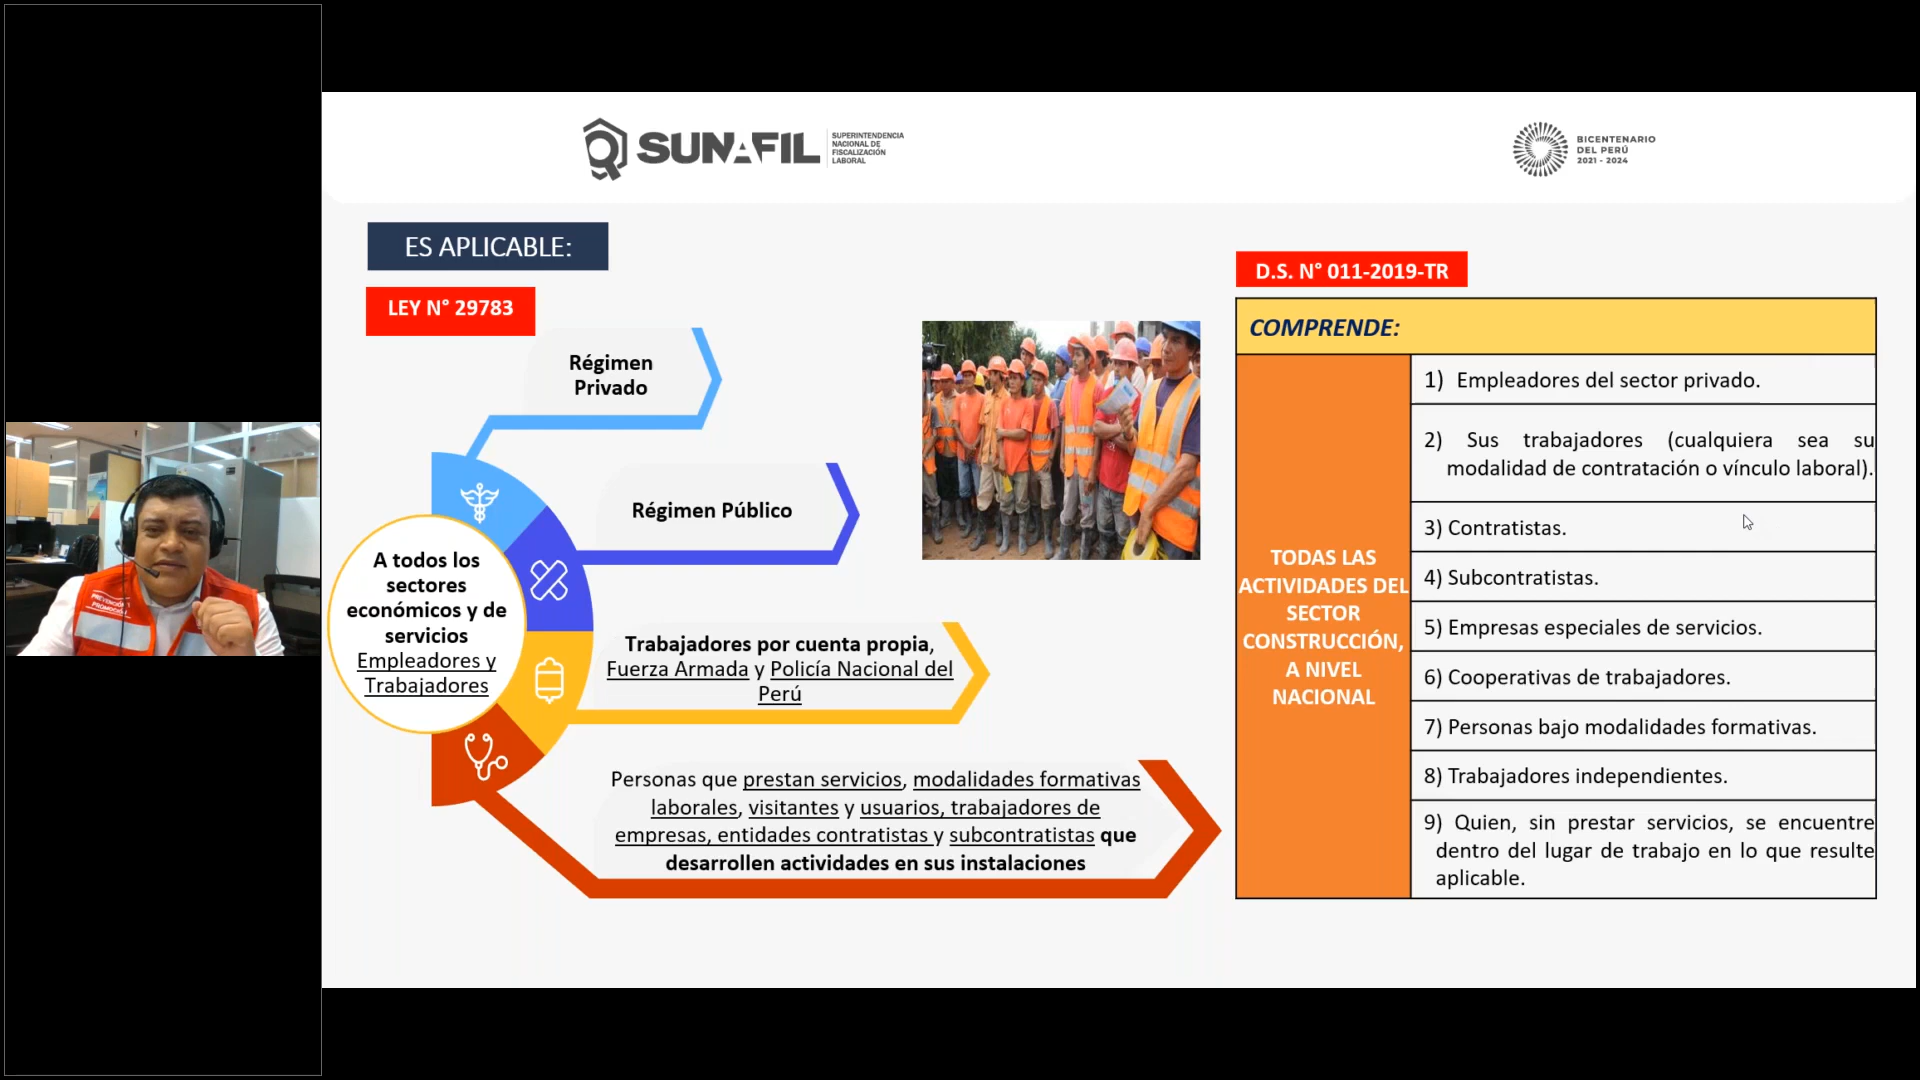 SUNAFIL
SUPERINTENDENCIA
NACIONAL DE
FISCALIZACIÓN
LABORAL
BICENTENARIO
DEL PERÚ
2021 - 2024
ES APLICABLE:
LEY N° 29783
Régimen
Privado
Régimen Público
A todos los
sectores
económicos y de
servicios
Empleadores y
Trabajadores
Trabajadores por cuenta propia,
Fuerza Armada y Policía Nacional del
Perú
Personas que prestan servicios, modalidades formativas
laborales, visitantes y usuarios, trabajadores de
empresas, entidades contratistas y subcontratistas que
desarrollen actividades en sus instalaciones
D.S. N° 011-2019-TR
COMPRENDE:
TODAS LAS
ACTIVIDADES DEL
SECTOR
CONSTRUCCIÓN,
A NIVEL
NACIONAL
1) Empleadores del sector privado.
2) Sus trabajadores (cualquiera sea su
modalidad de contratación o vínculo laboral).
3) Contratistas.
4) Subcontratistas.
5) Empresas especiales de servicios.
6) Cooperativas de trabajadores.
7) Personas bajo modalidades formativas.
8) Trabajadores independientes.
9) Quien, sin prestar servicios, se encuentre
dentro del lugar de trabajo en lo que resulte
aplicable.
PREVENCIÓN Y
PROMOCIÓN